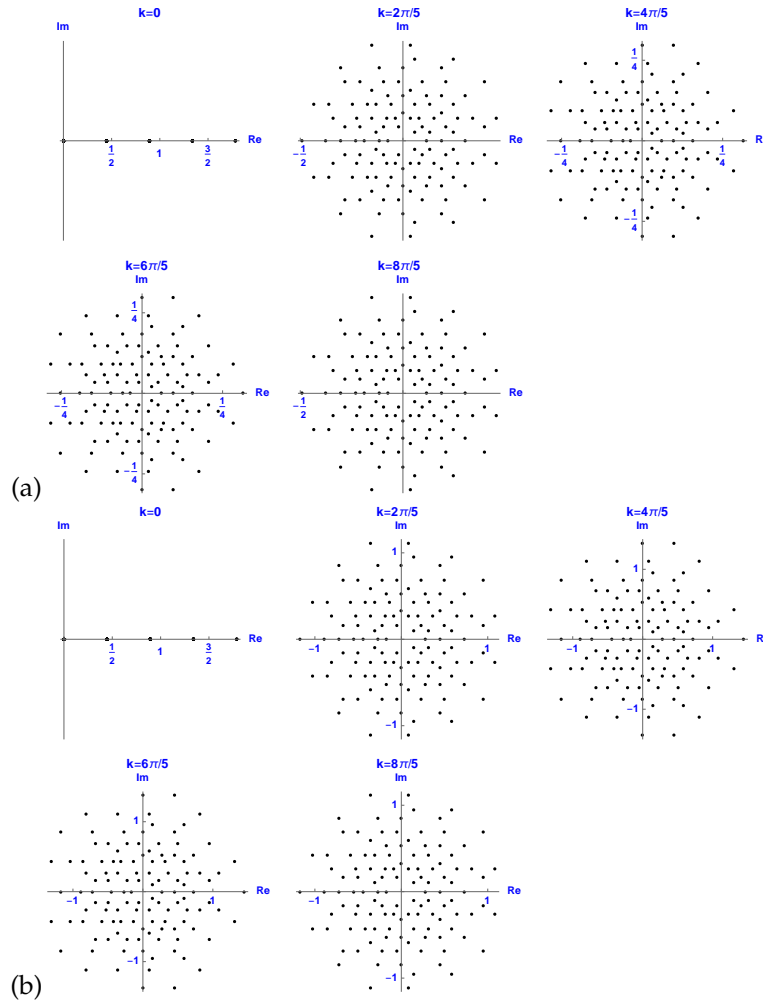 k=0
Im
Re
1/2
1
3/2
k=2π/5
Im
−1/2
k=4π/5
Im
1/4
R
−1/4
1/4
−1/4
k=6π/5
Im
1/4
Re
−1/4
1/4
−1/4
k=8π/5
Im
Re
−1/2
(a)
k=0
Im
Re
1/2
1
3/2
k=2π/5
Im
1
−1
1
−1
k=4π/5
Im
1
R
−1
1
−1
k=6π/5
Im
1
Re
−1
1
−1
k=8π/5
Im
1
Re
−1
1
−1
(b)